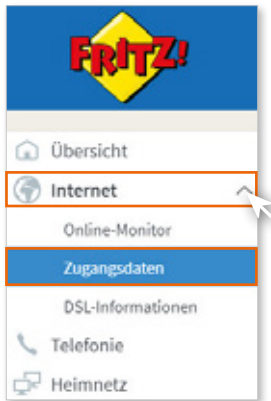 FRITZ!
Übersicht
Internet
Online-Monitor
Zugangsdaten
DSL-Informationen
Telefonie
Heimnetz